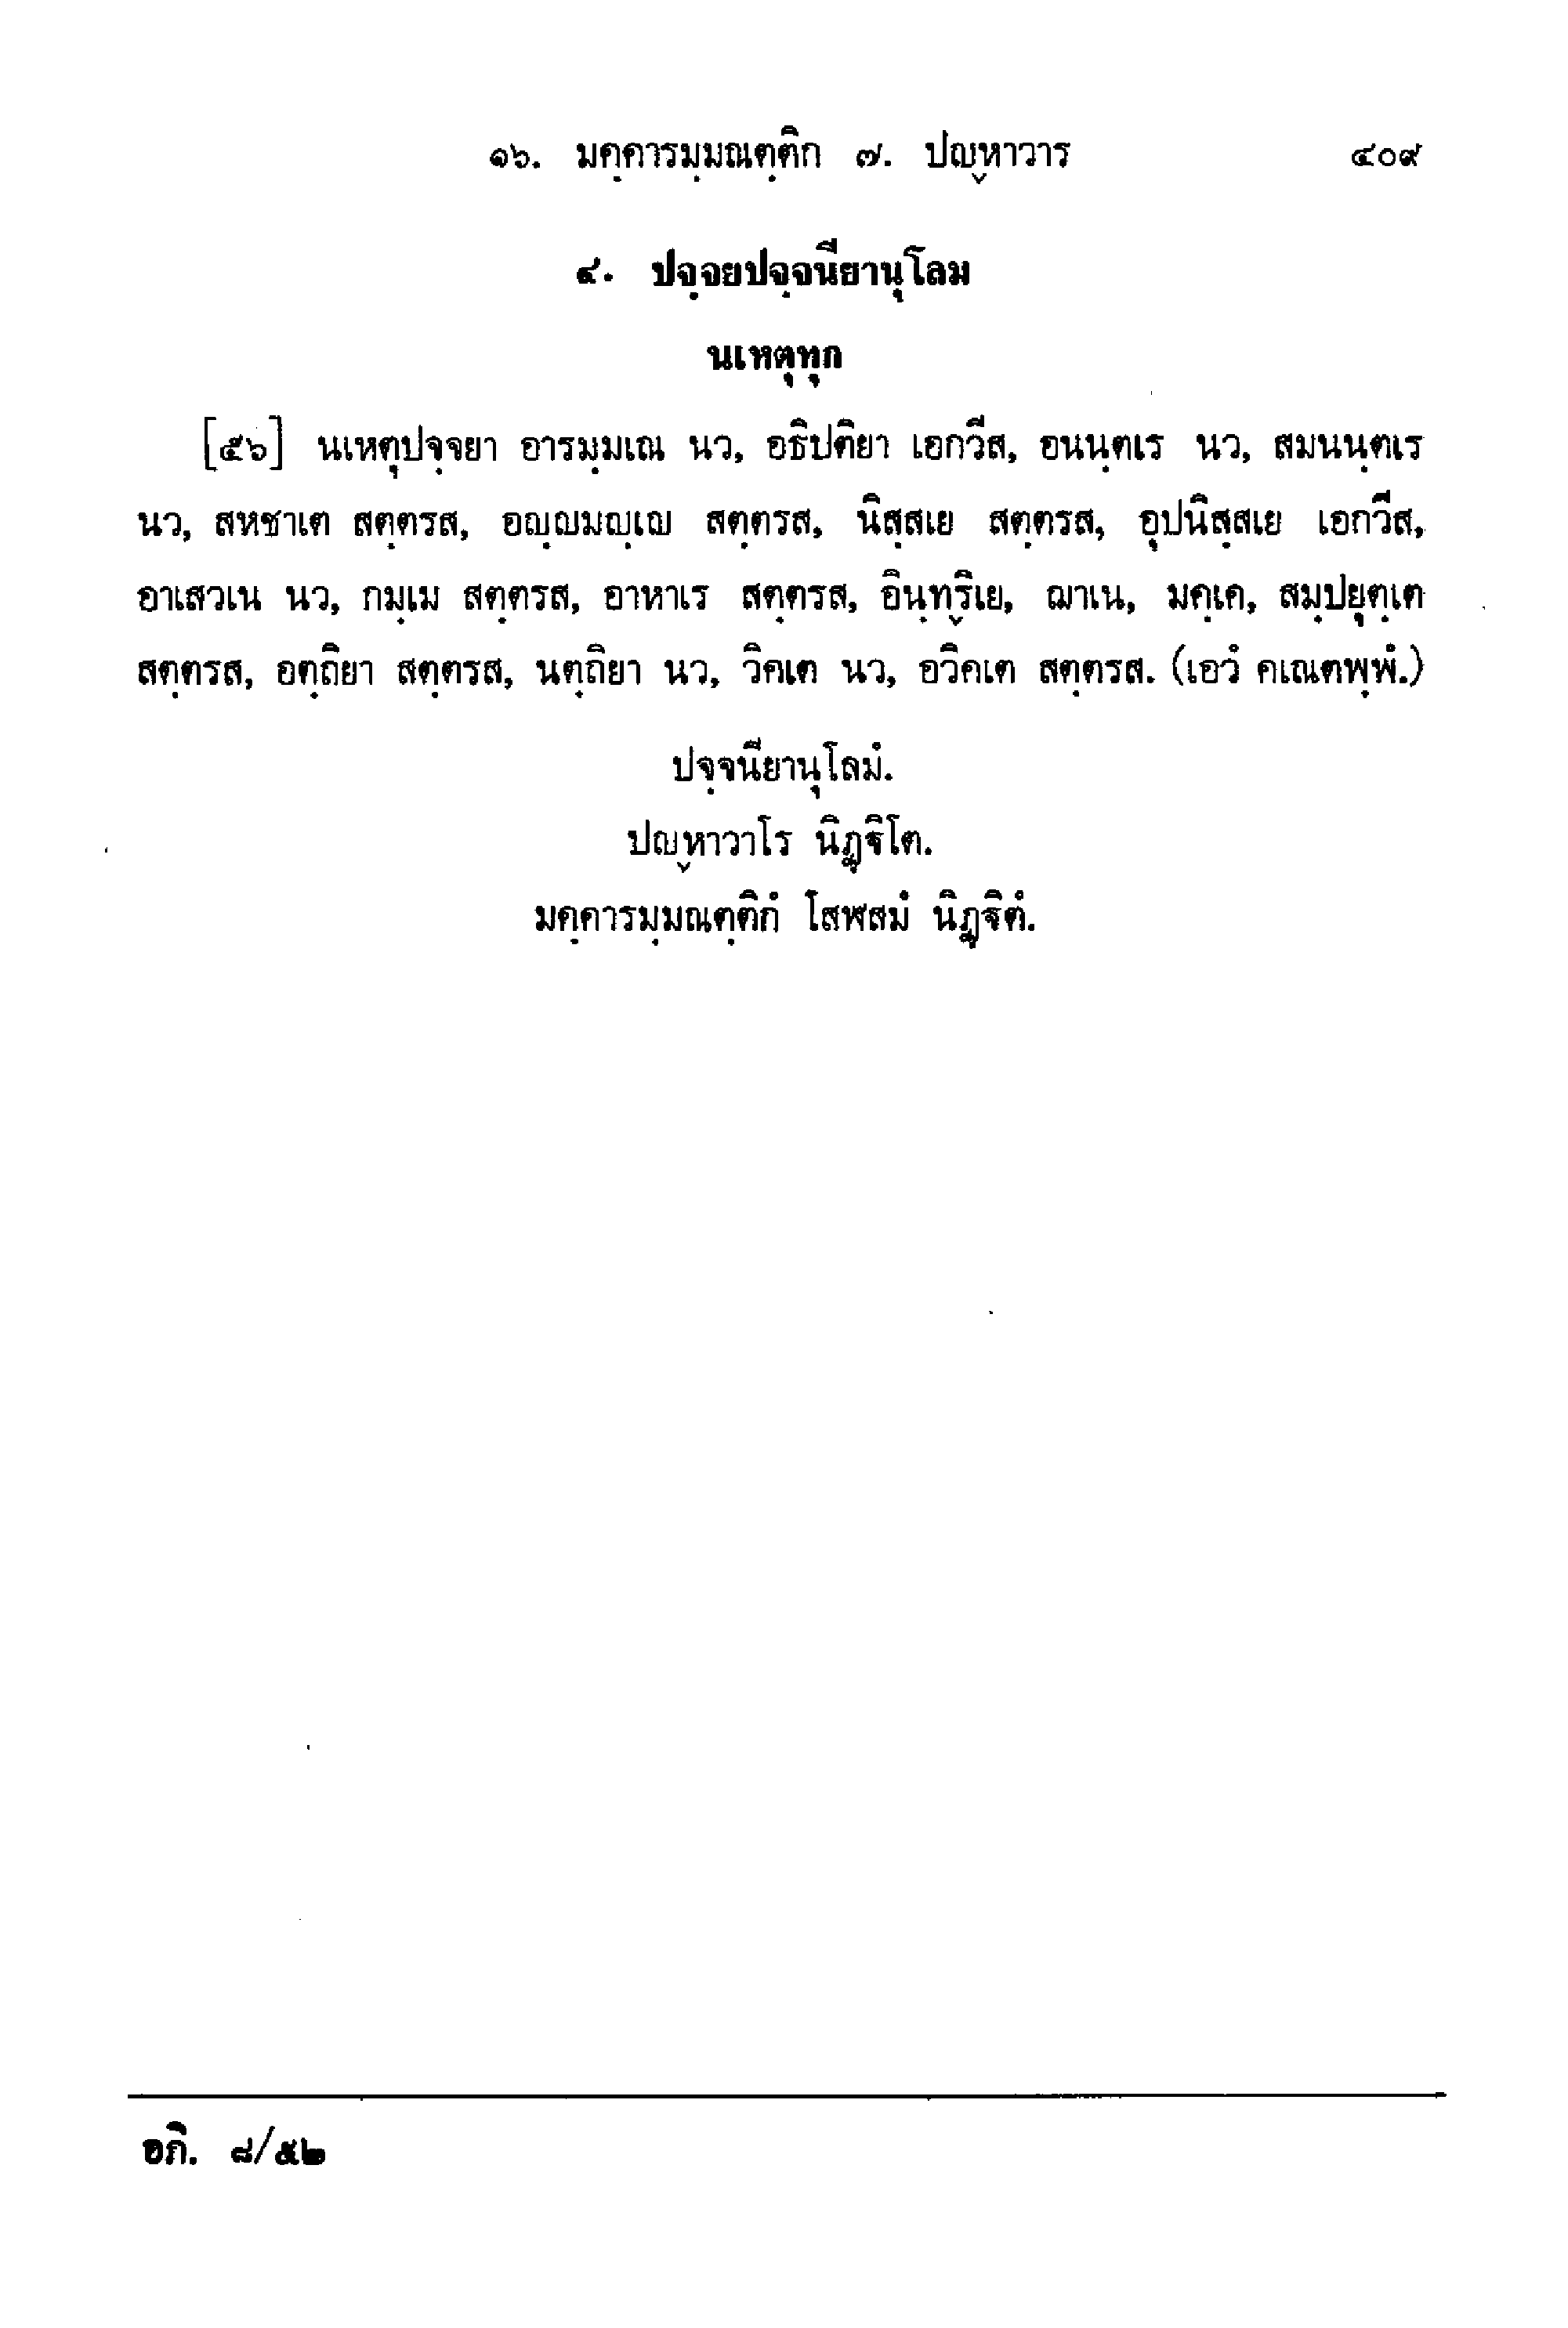 ๑๖. มคฺคารมฺมณตฺติก ๗. ปญฺหาวาร ๔๐๙
๔. ปจฺจยปจฺจนียานุโลม
นเหตุทุก
[๕๖] นเหตุปจฺจยา อารมฺมเณ นว, อธิปติยา เอกวีส, อนนฺตเร นว, สมนนฺตเร
นว, สหชาเต สตฺตรส, อญฺญมญฺเญ สตฺตรส, นิสฺสเย สตฺตรส, อุปนิสฺสเย เอกวีส,
อาเสวเน นว, กมฺเม สตฺตรส, อาหาเร สตฺตรส, อินฺทฺริเย, ฌาเน, มคฺเค, สมฺปยุตฺเต
สตฺตรส, อตฺถิยา สตฺตรส, นตฺถิยา นว, วิคเต นว, อวิคเต สตฺตรส. (เอวํ คเณตพฺพํ.)
ปจฺจนียานุโลมํ.
ปญฺหาวาโร นิฏฺฐิโต.
มคฺคารมฺมณตฺติกํ โสฬสมํ นิฏฺฐิตํ.
อภิ. ๘/๕๒